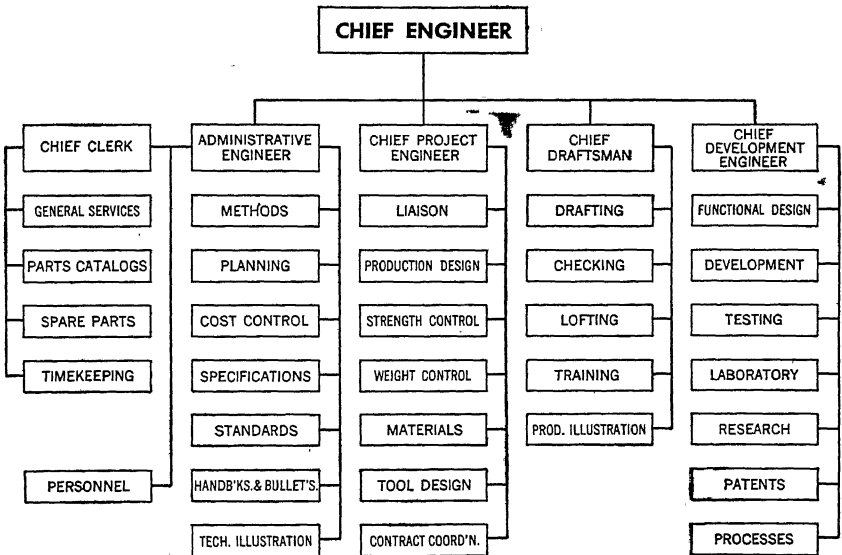 CHIEF ENGINEER
CHIEF CLERK
GENERAL SERVICES
PARTS CATALOGS
SPARE PARTS
TIMEKEEPING
PERSONNEL
ADMINISTRATIVE
ENGINEER
METHODS
PLANNING
COST CONTROL
SPECIFICATIONS
STANDARDS
HANDB'KS.& BULLET'S.
TECH. ILLUSTRATION
CHIEF PROJECT
ENGINEER
LIAISON
PRODUCTION DESIGN
STRENGTH CONTROL
WEIGHT CONTROL
MATERIALS
TOOL DESIGN
CONTRACT COORD'N.
CHIEF
DRAFTSMAN
DRAFTING
CHECKING
LOFTING
TRAINING
PROD. ILLUSTRATION
CHIEF
DEVELOPMENT
ENGINEER
FUNCTIONAL DESIGN
DEVELOPMENT
TESTING
LABORATORY
RESEARCH
PATENTS
PROCESSES